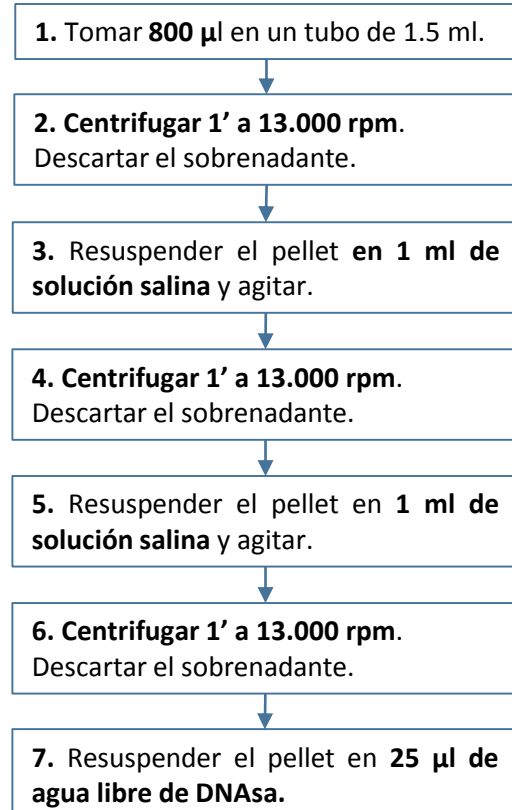 1. Tomar 800 µl en un tubo de 1.5 ml.
2. Centrifugar 1’ a 13.000 rpm.
Descartar el sobrenadante.
3. Resuspender el pellet en 1 ml de
solución salina y agitar.
4. Centrifugar 1’ a 13.000 rpm.
Descartar el sobrenadante.
5. Resuspender el pellet en 1 ml de
solución salina y agitar.
6. Centrifugar 1’ a 13.000 rpm.
Descartar el sobrenadante.
7. Resuspender el pellet en 25 µl de
agua libre de DNAsa.